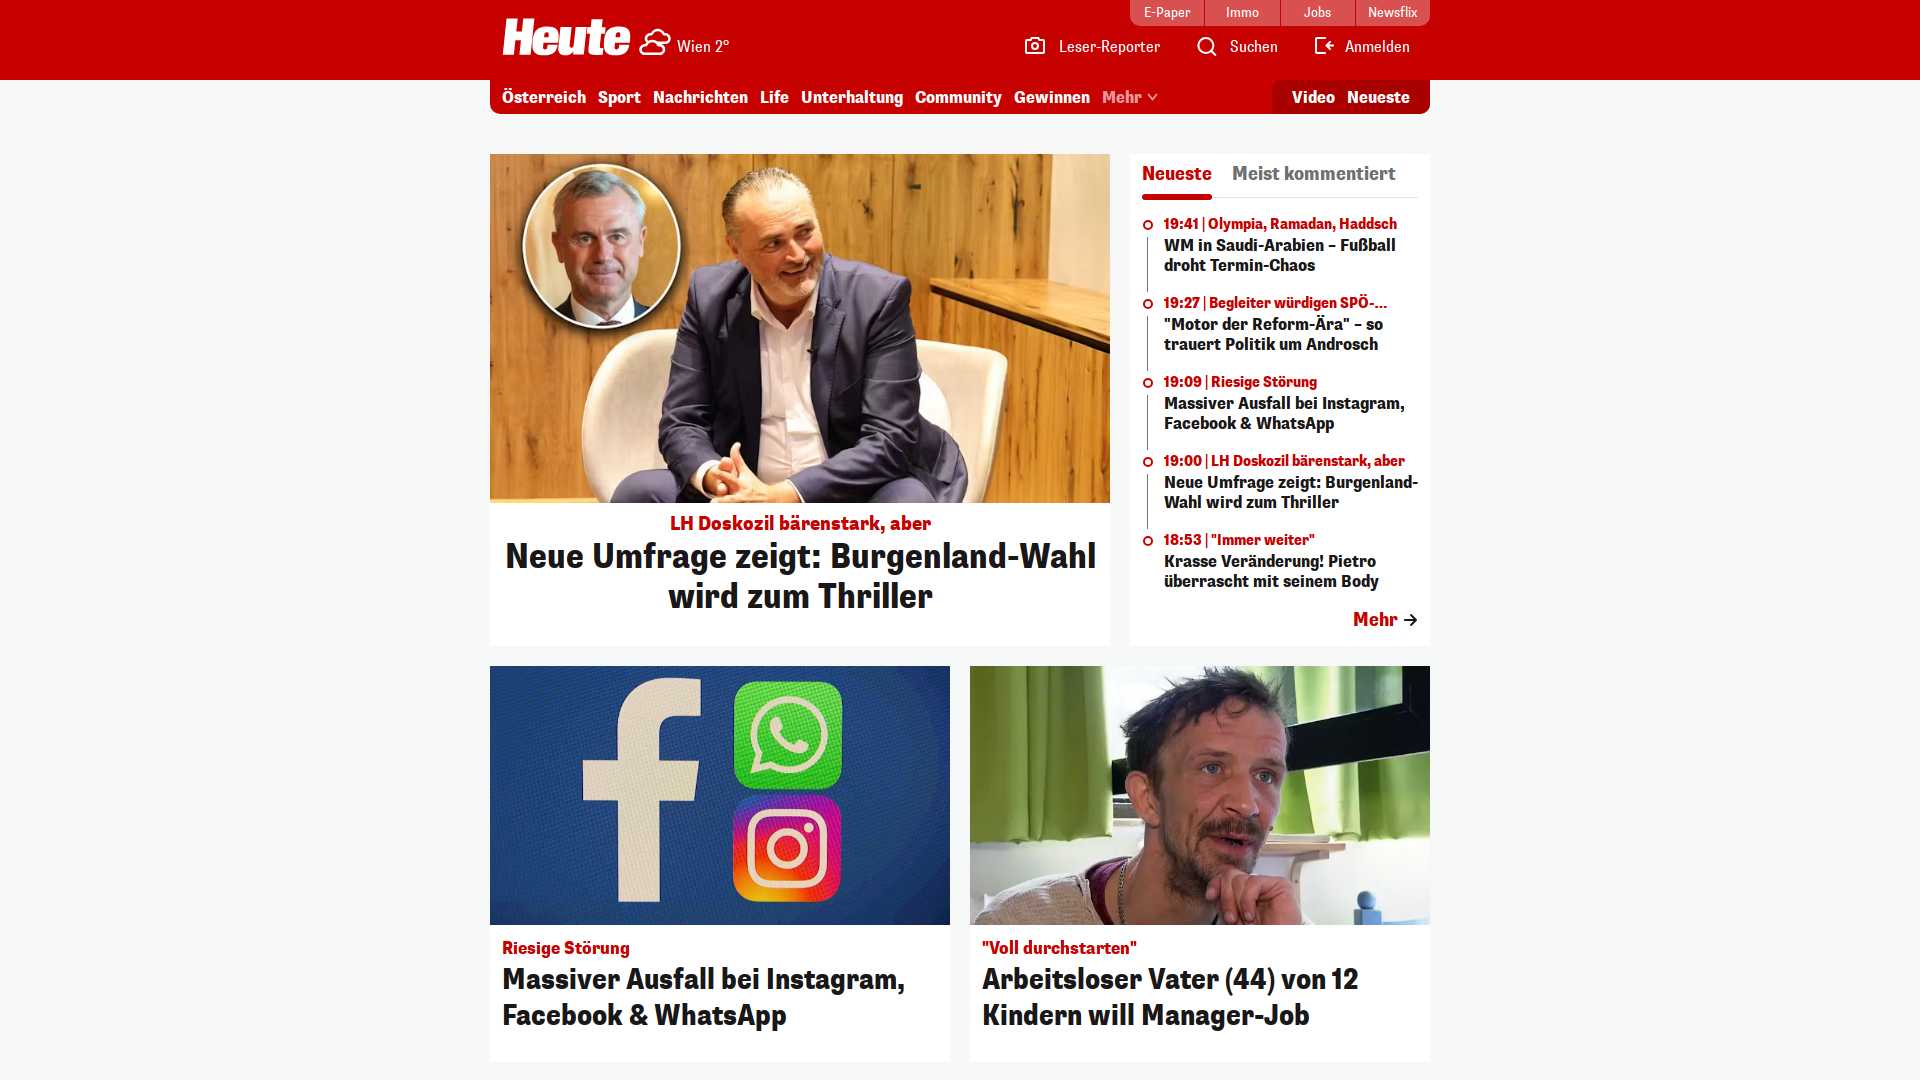 E-Paper
Immo
Jobs
Newsflix
Heute
Wien 2°
Leser-Reporter
Suchen
Anmelden
Österreich
Sport
Nachrichten
Life
Unterhaltung
Community
Gewinnen
Mehr
Video
Neueste
LH Doskozil bärenstark, aber
Neue Umfrage zeigt: Burgenland-Wahl
wird zum Thriller
Neueste
Meist kommentiert
19:41 | Olympia, Ramadan, Haddsch
WM in Saudi-Arabien – Fußball
droht Termin-Chaos
19:27 | Begleiter würdigen SPÖ-...
"Motor der Reform-Ära" – so
trauert Politik um Androsch
19:09 | Riesige Störung
Massiver Ausfall bei Instagram,
Facebook & WhatsApp
19:00 | LH Doskozil bärenstark, aber
Neue Umfrage zeigt: Burgenland-
Wahl wird zum Thriller
18:53 | "Immer weiter"
Krasse Veränderung! Pietro
überrascht mit seinem Body
Mehr
Riesige Störung
Massiver Ausfall bei Instagram,
Facebook & WhatsApp
"Voll durchstarten"
Arbeitsloser Vater (44) von 12
Kindern will Manager-Job